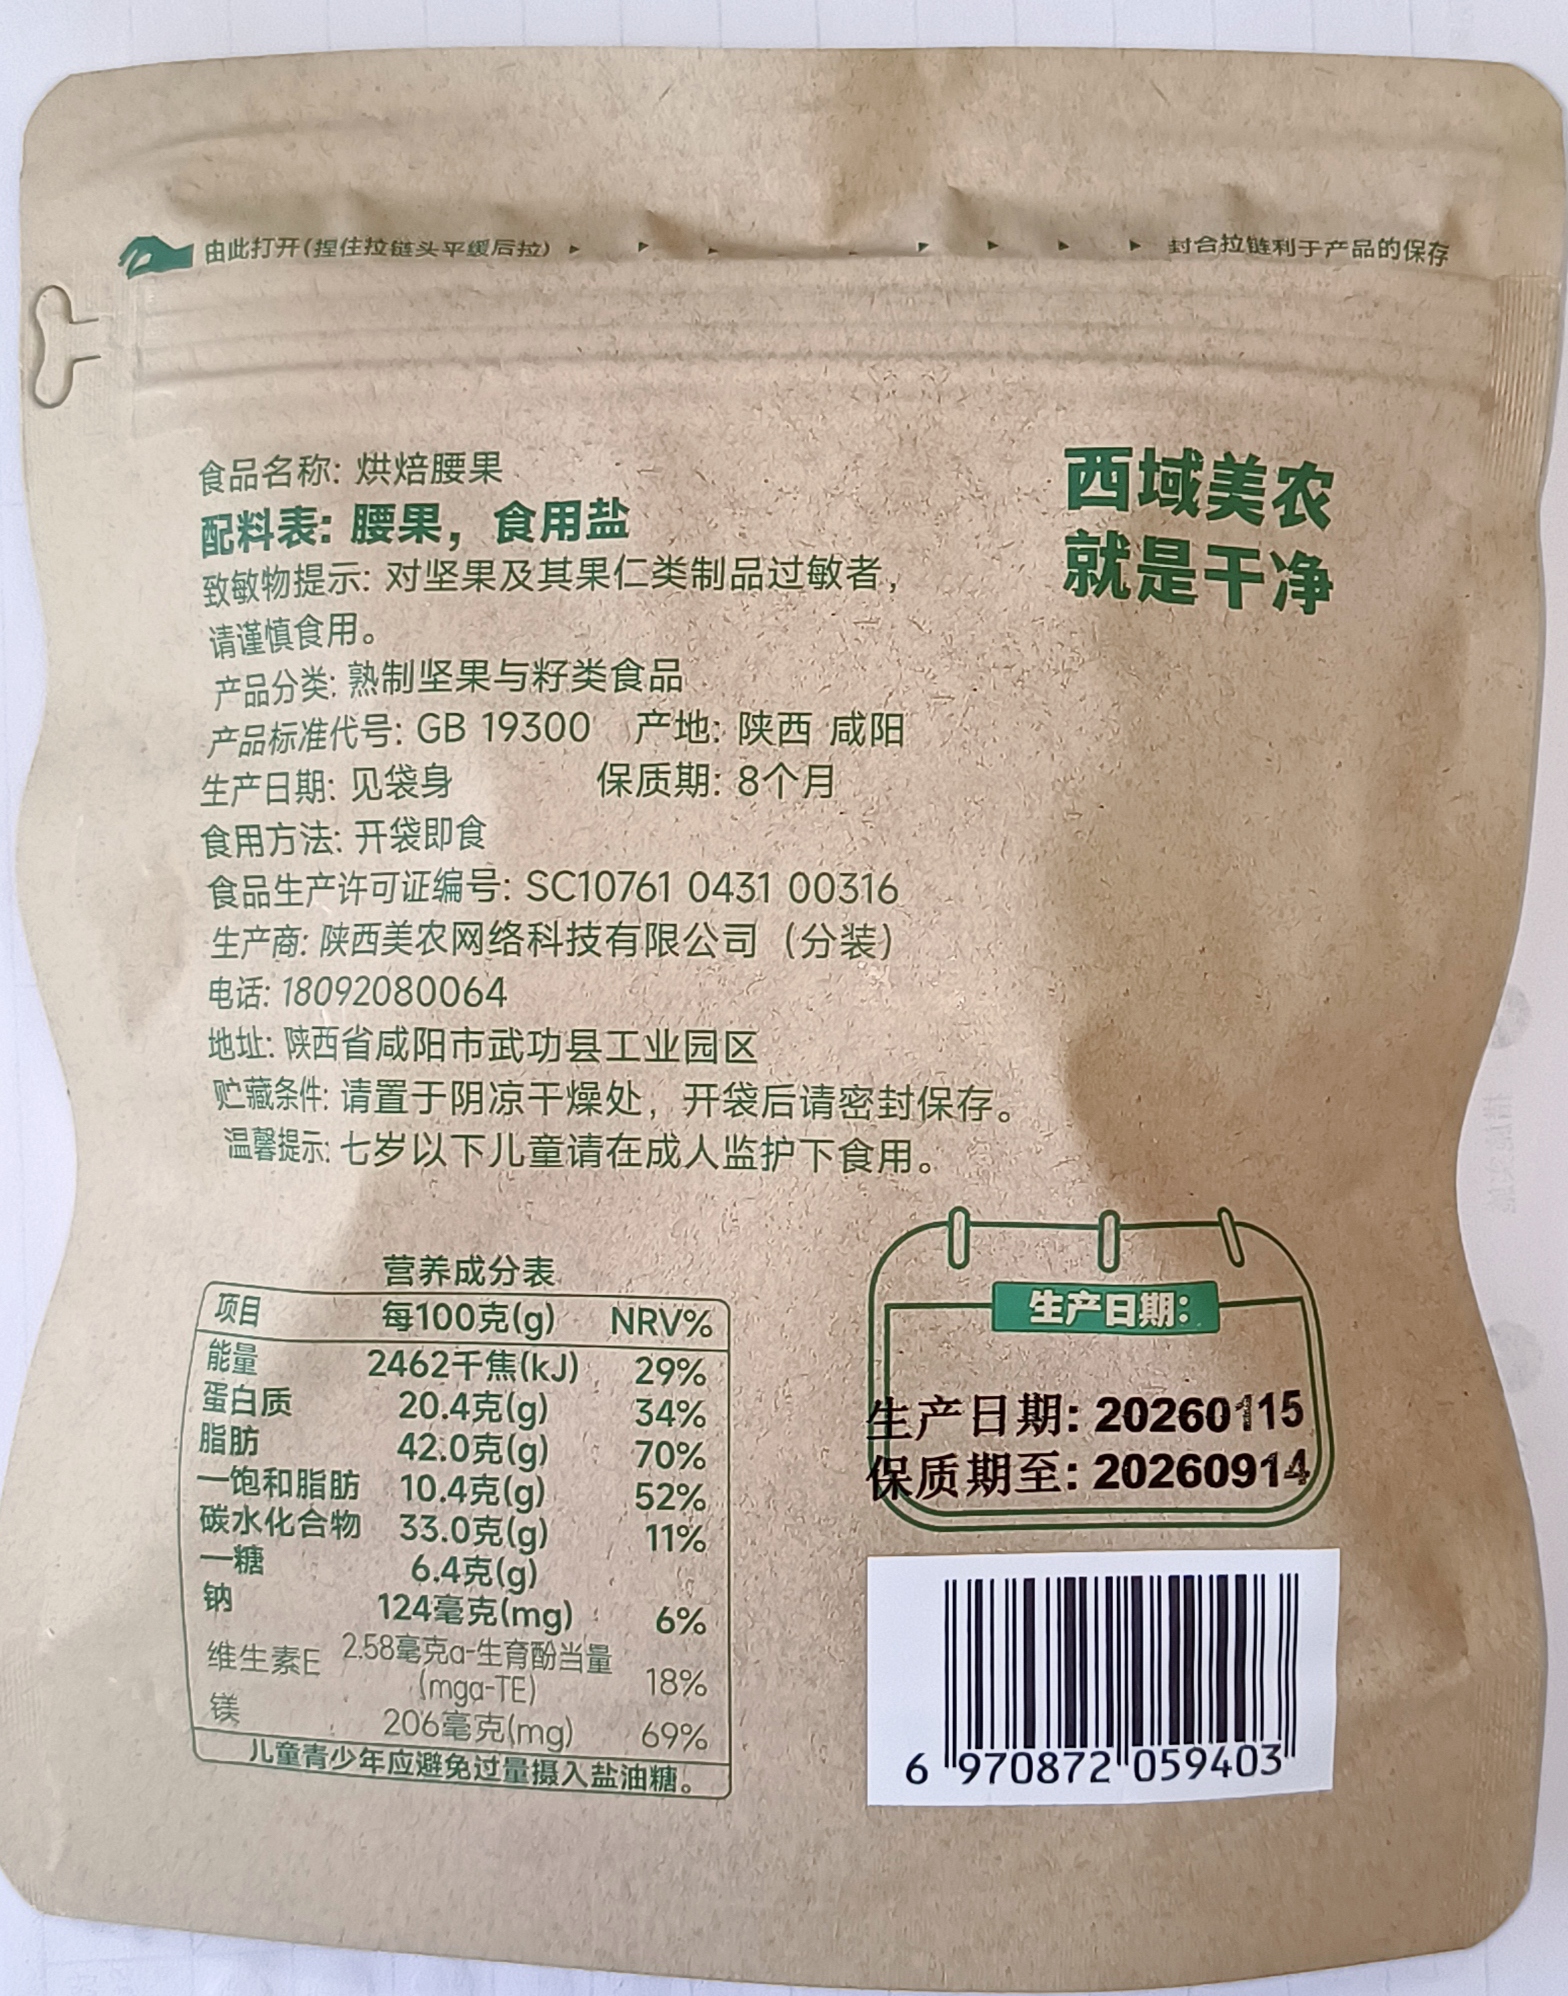 由此打开(捏住拉链头平缓后拉)
封合拉链利于产品的保存
食品名称: 烘焙腰果
配料表: 腰果，食用盐
致敏物提示: 对坚果及其果仁类制品过敏者，
请谨慎食用。
产品分类: 熟制坚果与籽类食品
产品标准代号: GB 19300 产地: 陕西 咸阳
生产日期: 见袋身 保质期: 8个月
食用方法: 开袋即食
食品生产许可证编号: SC10761 0431 00316
生产商: 陕西美农网络科技有限公司（分装）
电话: 18092080064
地址: 陕西省咸阳市武功县工业园区
贮藏条件: 请置于阴凉干燥处，开袋后请密封保存。
温馨提示: 七岁以下儿童请在成人监护下食用。
西域美农
就是干净
营养成分表
项目 每100克(g) NRV%
能量 2462千焦(kJ) 29%
蛋白质 20.4克(g) 34%
脂肪 42.0克(g) 70%
—饱和脂肪 10.4克(g) 52%
碳水化合物 33.0克(g) 11%
—糖 6.4克(g)
钠 124毫克(mg) 6%
维生素E 2.58毫克α-生育酚当量
(mgα-TE) 18%
镁 206毫克(mg) 69%
儿童青少年应避免过量摄入盐油糖。
生产日期:
生产日期: 20260115
保质期至: 20260914
6 970872 059403